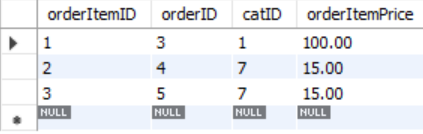 orderItemID orderID catID orderItemPrice
1 3 1 100.00
2 4 7 15.00
3 5 7 15.00
NULL NULL NULL NULL